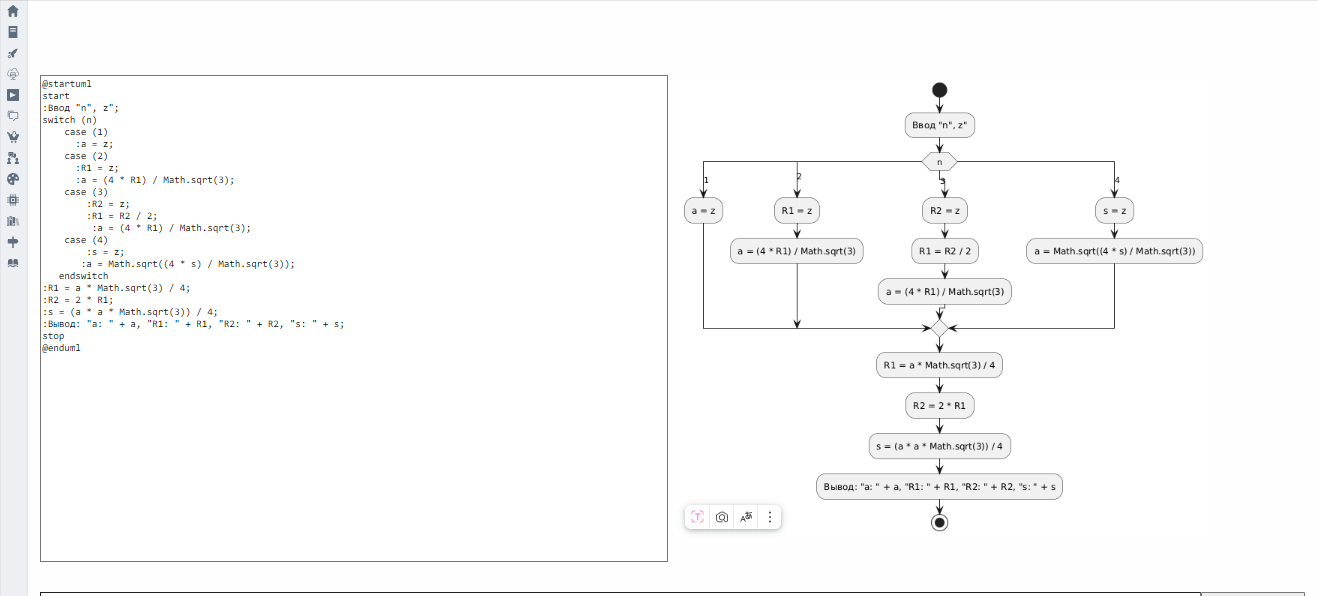 @startuml
start
:Ввод "n", z";
switch (n)
case (1)
:a = z;
case (2)
:R1 = z;
:a = (4 * R1) / Math.sqrt(3);
case (3)
:R2 = z;
:R1 = R2 / 2;
:a = (4 * R1) / Math.sqrt(3);
case (4)
:s = z;
:a = Math.sqrt((4 * s) / Math.sqrt(3));
endswitch
:R1 = a * Math.sqrt(3) / 4;
:R2 = 2 * R1;
:s = (a * a * Math.sqrt(3)) / 4;
:Вывод: "a: " + a, "R1: " + R1, "R2: " + R2, "s: " + s;
stop
@enduml
Ввод "n", z"
n
1
2
3
4
a = z
R1 = z
R2 = z
s = z
a = (4 * R1) / Math.sqrt(3)
R1 = R2 / 2
a = Math.sqrt((4 * s) / Math.sqrt(3))
a = (4 * R1) / Math.sqrt(3)
R1 = a * Math.sqrt(3) / 4
R2 = 2 * R1
s = (a * a * Math.sqrt(3)) / 4
Вывод: "a: " + a, "R1: " + R1, "R2: " + R2, "s: " + s